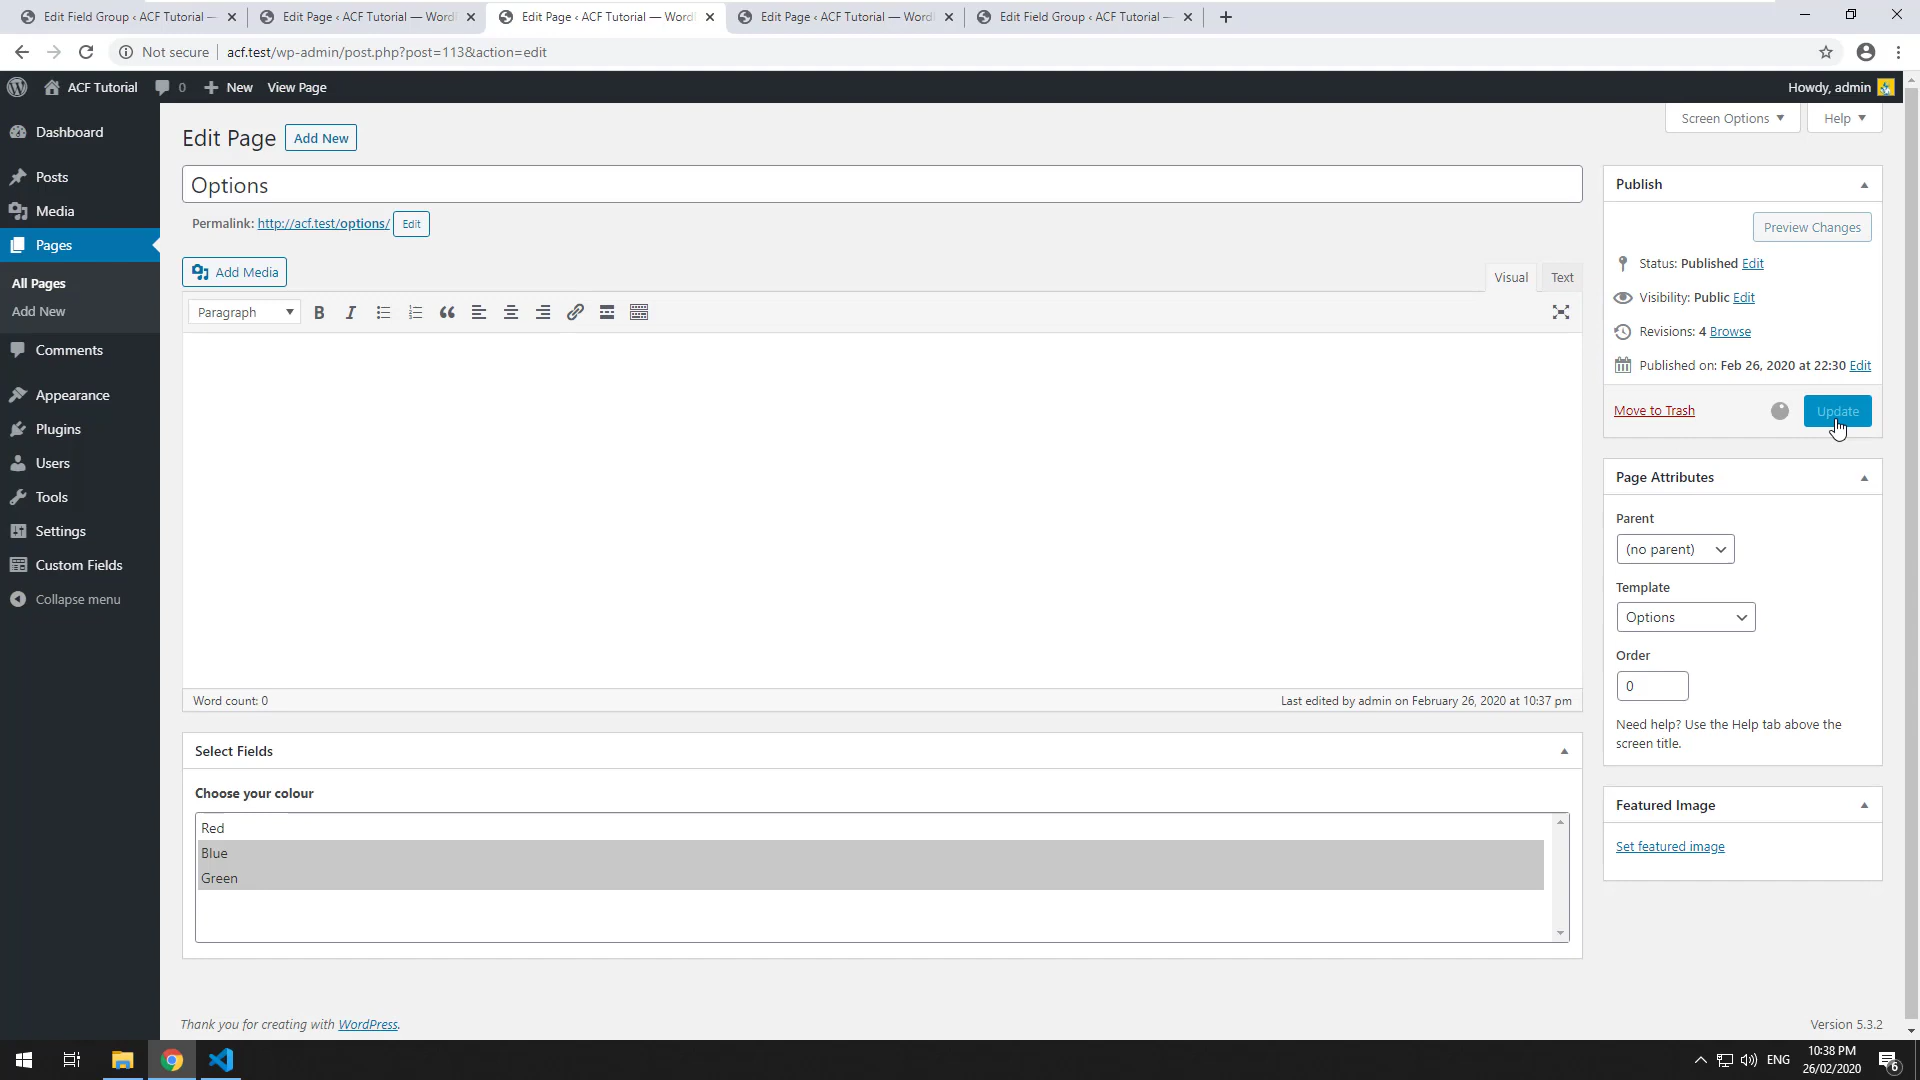 Edit Field Group ‹ ACF Tutorial —
Edit Page ‹ ACF Tutorial — Word
Edit Page ‹ ACF Tutorial — Word
Edit Page ‹ ACF Tutorial — Word
Edit Field Group ‹ ACF Tutorial —
Not secure
acf.test/wp-admin/post.php?post=113&action=edit
ACF Tutorial
0
New
View Page
Howdy, admin
Dashboard
Posts
Media
Pages
All Pages
Add New
Comments
Appearance
Plugins
Users
Tools
Settings
Custom Fields
Collapse menu
Screen Options
Help
Edit Page
Add New
Options
Permalink: http://acf.test/options/ Edit
Add Media
Visual
Text
Paragraph
B
I
Word count: 0
Last edited by admin on February 26, 2020 at 10:37 pm
Select Fields
Choose your colour
Red
Blue
Green
Publish
Preview Changes
Status: Published Edit
Visibility: Public Edit
Revisions: 4 Browse
Published on: Feb 26, 2020 at 22:30 Edit
Move to Trash
Update
Page Attributes
Parent
(no parent)
Template
Options
Order
0
Need help? Use the Help tab above the
screen title.
Featured Image
Set featured image
Thank you for creating with WordPress.
Version 5.3.2
ENG
10:38 PM
26/02/2020
6